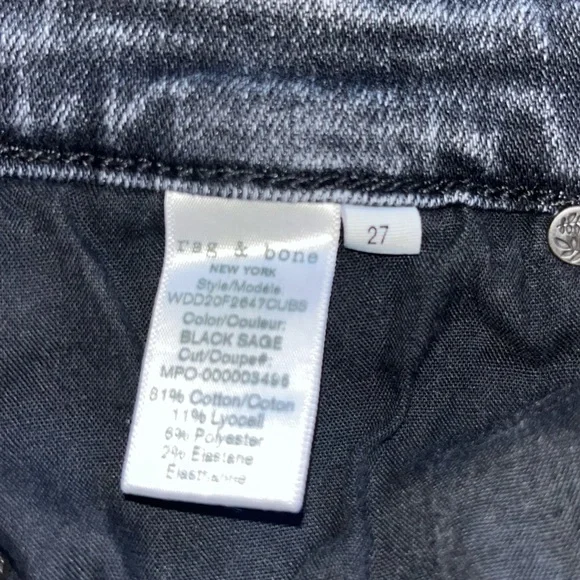 rag & bone
NEW YORK
Style/Modèle:
WDD20F2647CUBS
Color/Couleur:
BLACK SAGE
Cut/Coupe#:
MPO-000003496
81% Cotton/Coton
11% Lyocell
6% Polyester
2% Elastane
27